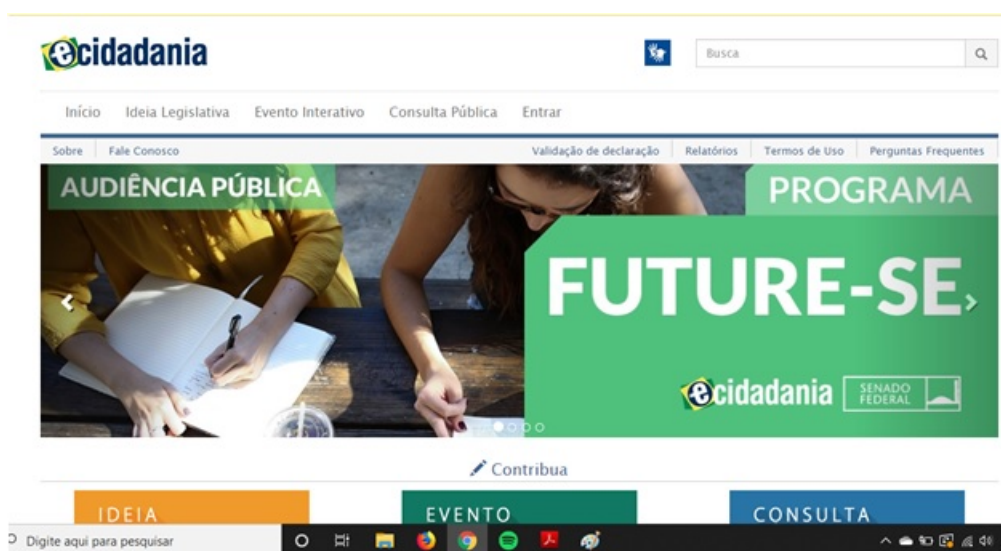 ecidadania
Busca
Início Ideia Legislativa Evento Interativo Consulta Pública Entrar
Sobre Fale Conosco Validação de declaração Relatórios Termos de Uso Perguntas Frequentes
AUDIÊNCIA PÚBLICA
PROGRAMA
FUTURE-SE
ecidadania SENADO
FEDERAL
Contribua
IDEIA EVENTO CONSULTA
Digite aqui para pesquisar